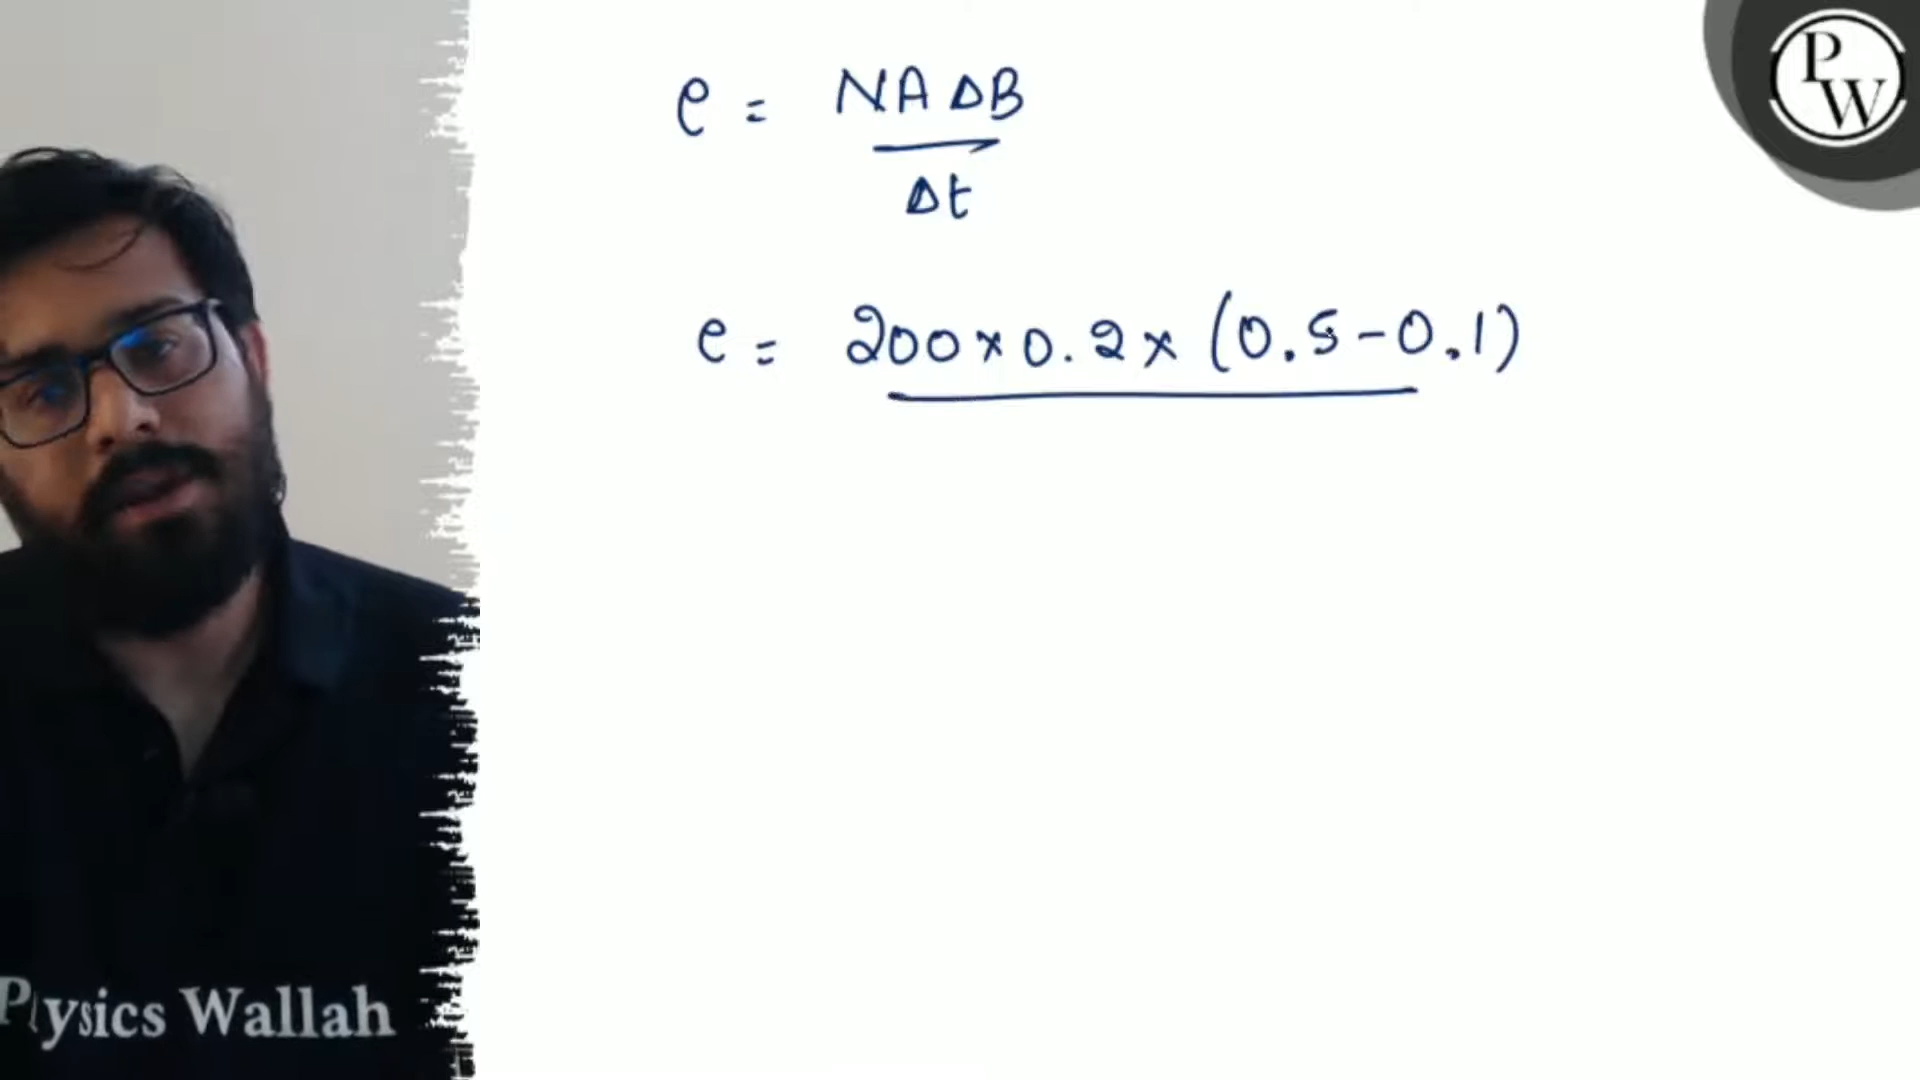 PW
e = NAΔB
Δt
e = 200 × 0.2 × (0.5 - 0.1)
Physics Wallah